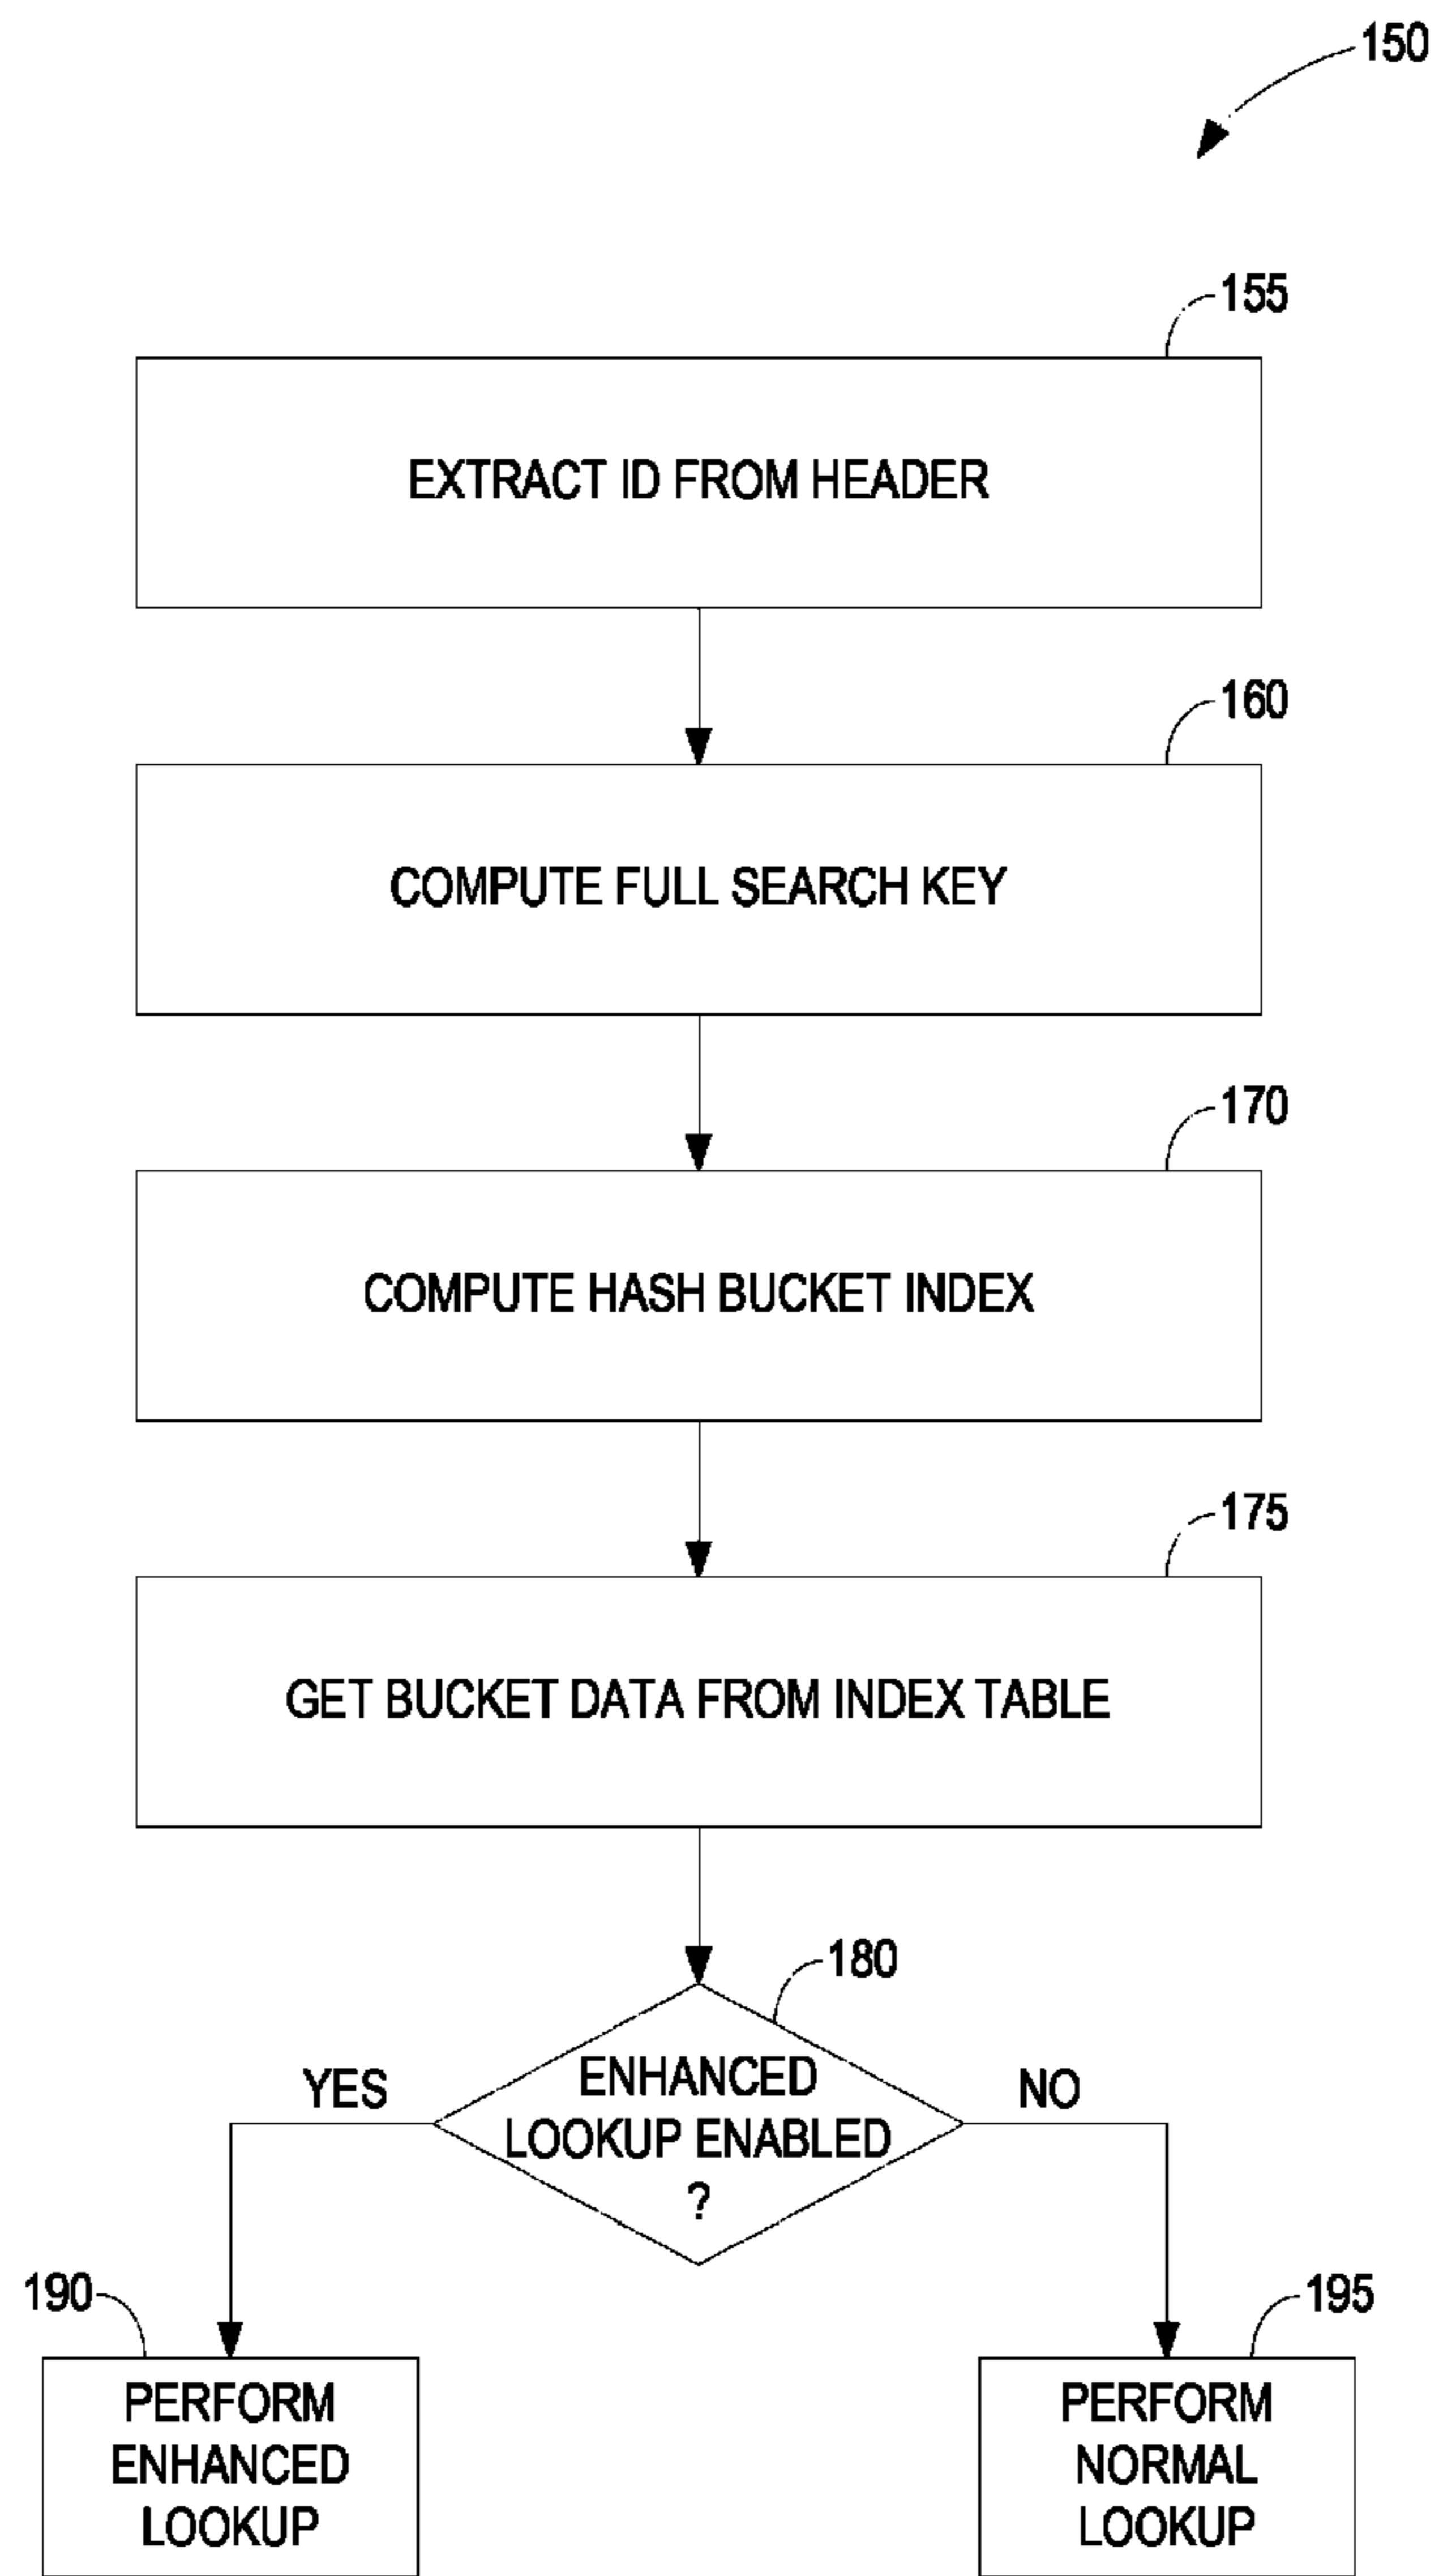 150
155
EXTRACT ID FROM HEADER
160
COMPUTE FULL SEARCH KEY
170
COMPUTE HASH BUCKET INDEX
175
GET BUCKET DATA FROM INDEX TABLE
180
YES
ENHANCED
LOOKUP ENABLED
?
NO
190
PERFORM
ENHANCED
LOOKUP
195
PERFORM
NORMAL
LOOKUP